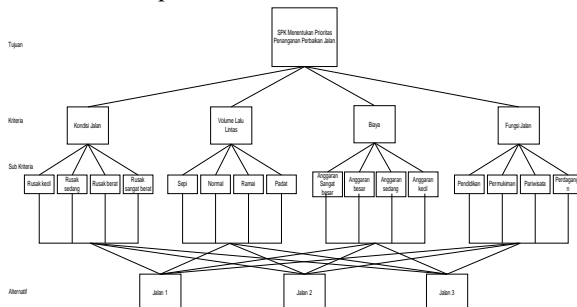 SPK Menentukan Prioritas
Penanganan Perbaikan Jalan
Tujuan
Kriteria
Kondisi Jalan
Volume Lalu
Lintas
Biaya
Fungsi Jalan
Sub Kriteria
Rusak kecil
Rusak
sedang
Rusak berat
Rusak
sangat berat
Sepi
Normal
Ramai
Padat
Anggaran
Sangat
besar
Anggaran
besar
Anggaran
sedang
Anggaran
kecil
Pendidikan
Permukiman
Pariwisata
Perdagang
n
Alternatif
Jalan 1
Jalan 2
Jalan 3